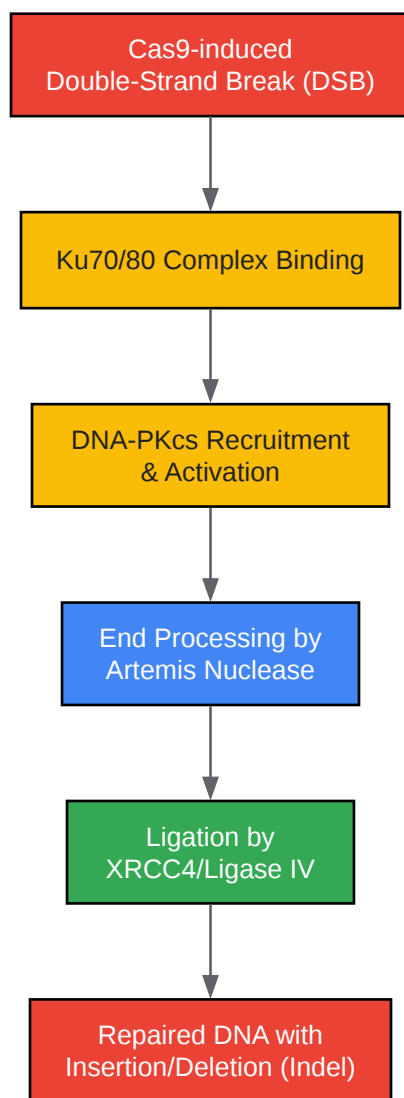 Cas9-induced
Double-Strand Break (DSB)
Ku70/80 Complex Binding
DNA-PKcs Recruitment
& Activation
End Processing by
Artemis Nuclease
Ligation by
XRCC4/Ligase IV
Repaired DNA with
Insertion/Deletion (Indel)